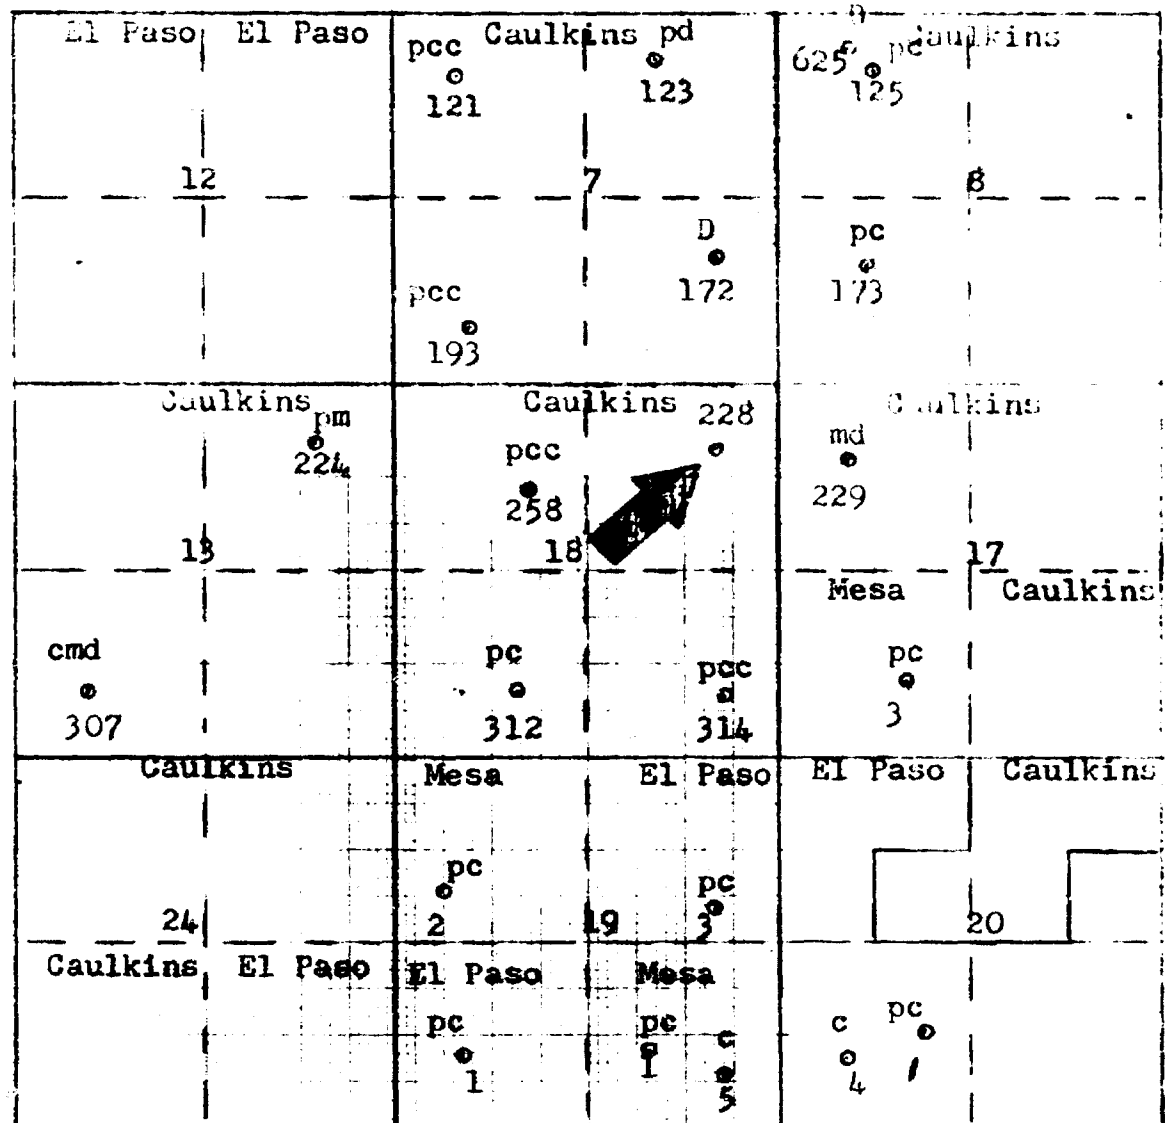 El Paso El Paso Caulkins pd
pcc 625 pc Caulkins
121 123 125
12 7 8
D pc
172 173
pcc
193
Caulkins Caulkins 228 Caulkins
pm md
224 pcc 229
258
13 18 17
Mesa Caulkins
cmd pc pcc pc
307 312 314 3
Caulkins Mesa El Paso El Paso Caulkins
pc pc
24 2 19 3 20
Caulkins El Paso El Paso Mesa
pc pc c c pc
1 1 5 4 1